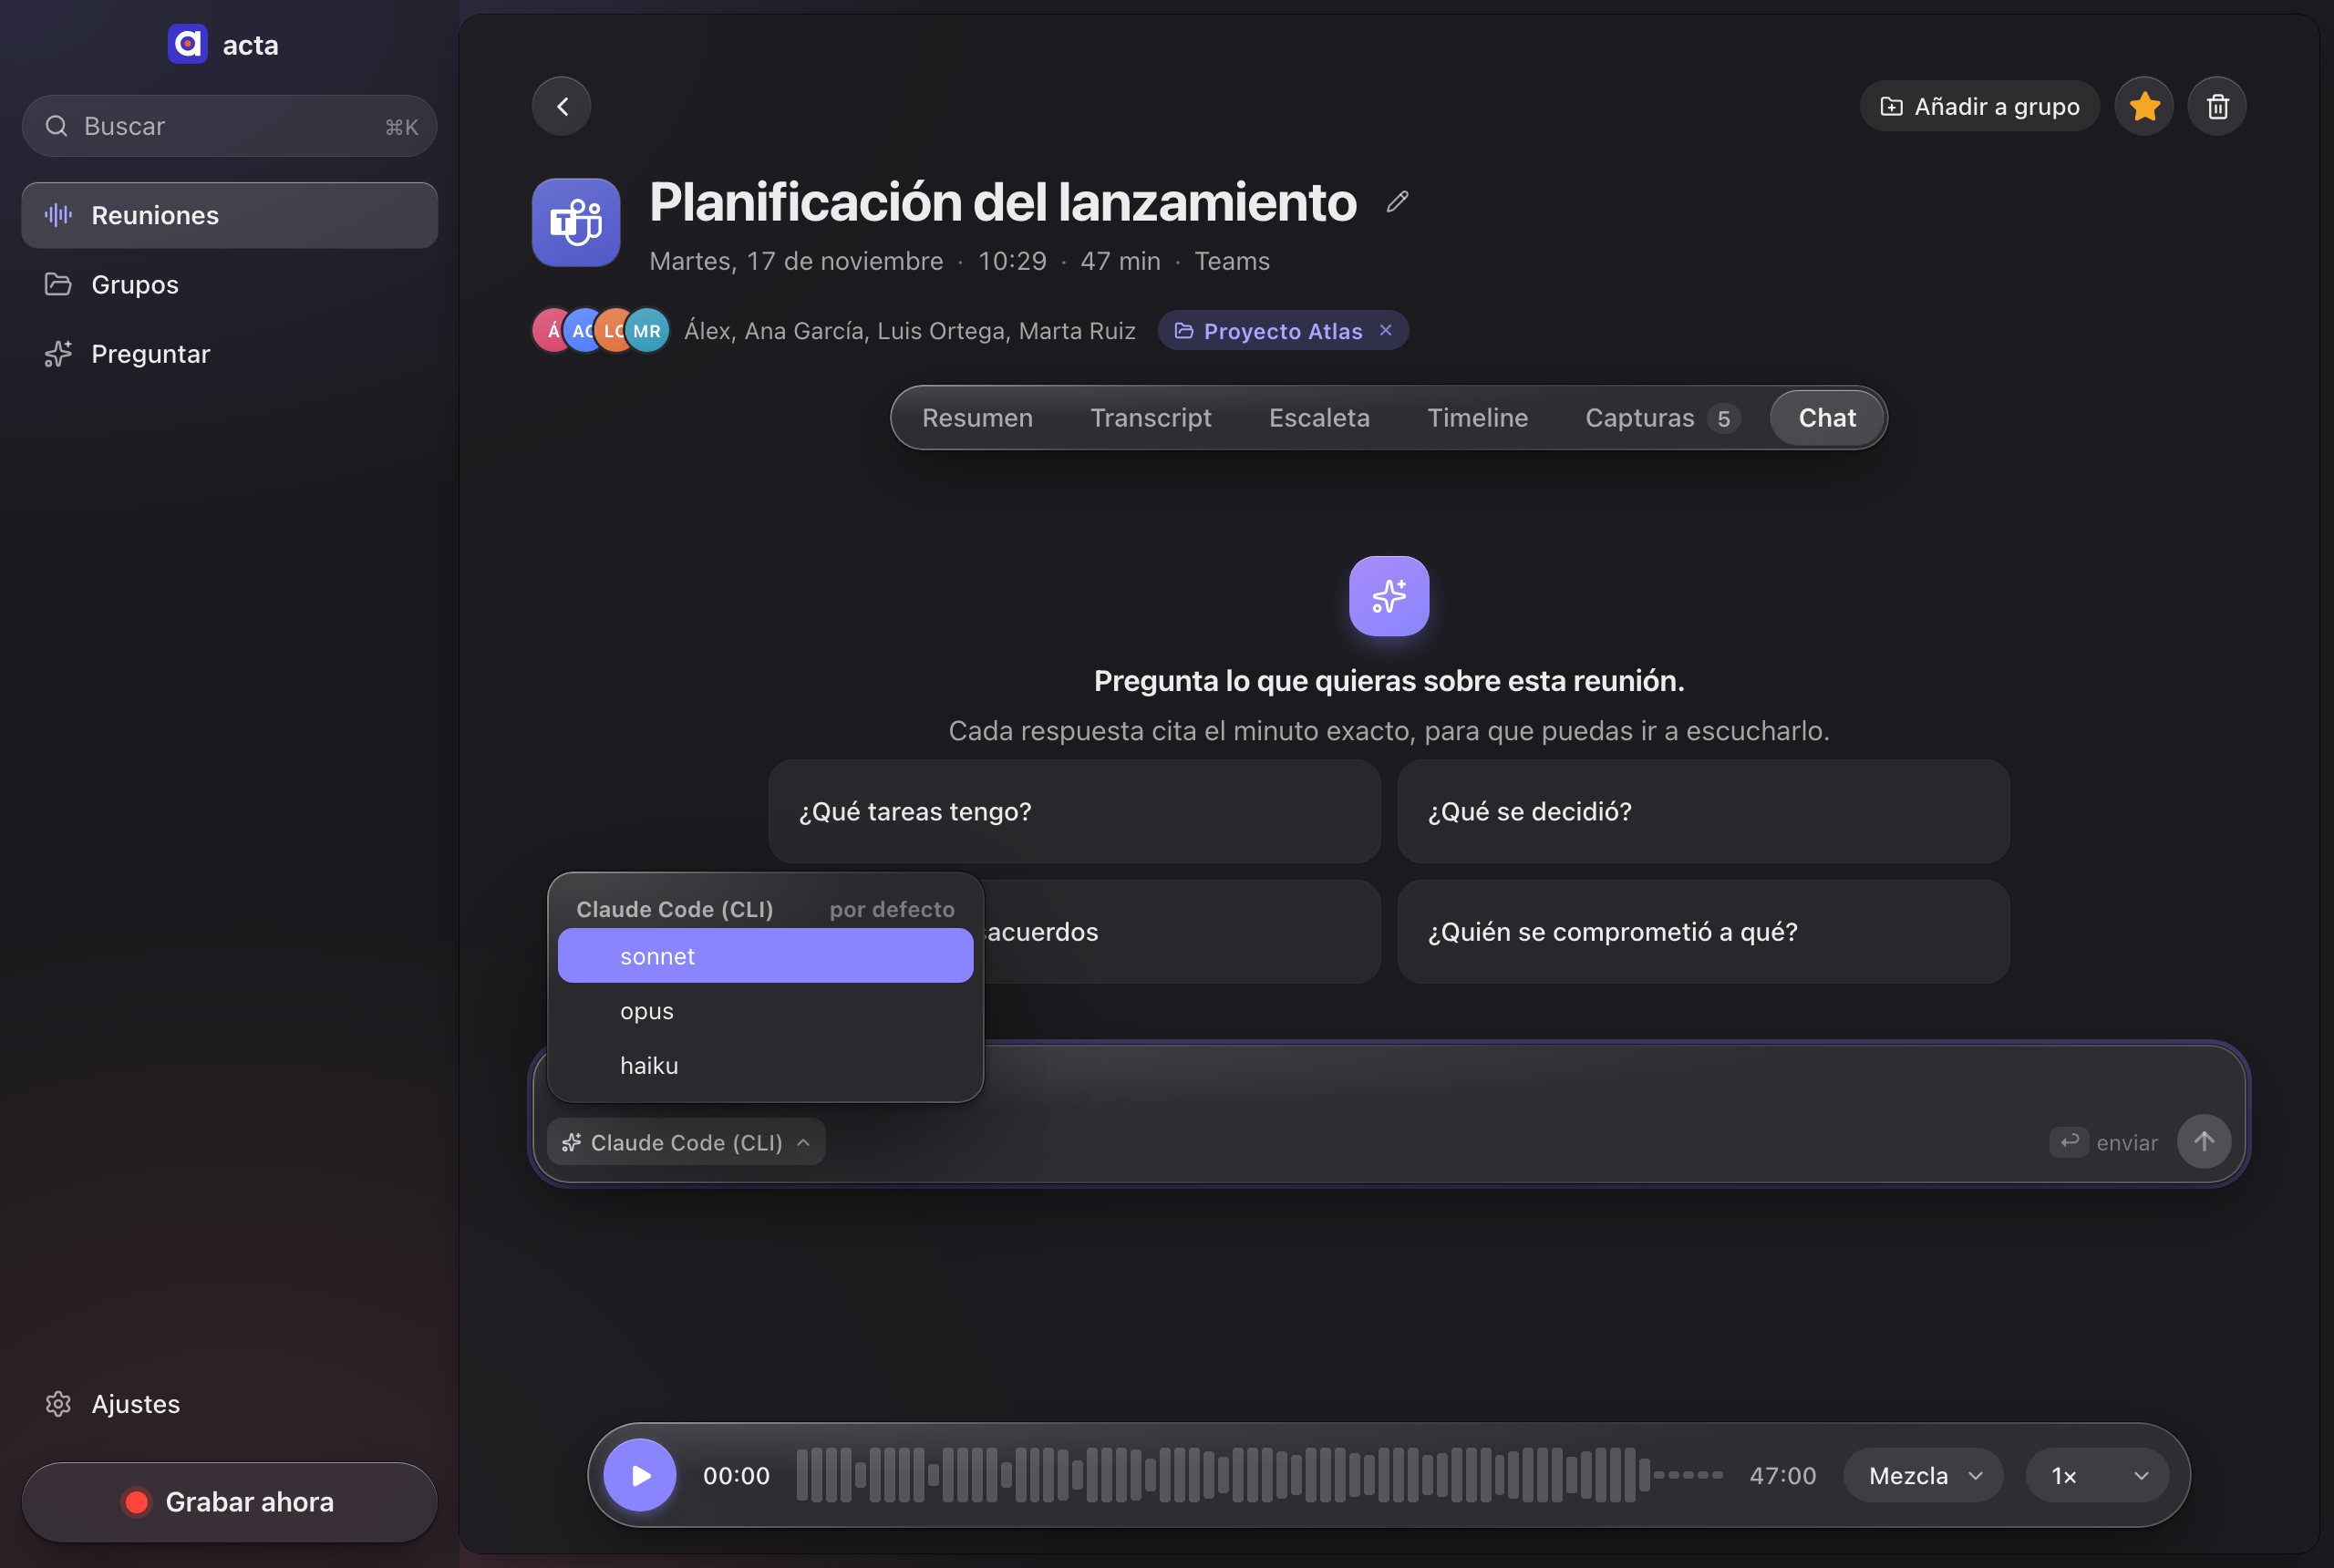 acta
Buscar ⌘K
Reuniones
Grupos
Preguntar
Ajustes
Grabar ahora
Añadir a grupo
Planificación del lanzamiento
Martes, 17 de noviembre · 10:29 · 47 min · Teams
MR
Álex, Ana García, Luis Ortega, Marta Ruiz
Proyecto Atlas
Resumen Transcript Escaleta Timeline Capturas 5 Chat
Pregunta lo que quieras sobre esta reunión.
Cada respuesta cita el minuto exacto, para que puedas ir a escucharlo.
¿Qué tareas tengo?
¿Qué se decidió?
¿Quién se comprometió a qué?
Claude Code (CLI) por defecto
sonnet
opus
haiku
Claude Code (CLI)
enviar
00:00
47:00
Mezcla
1×